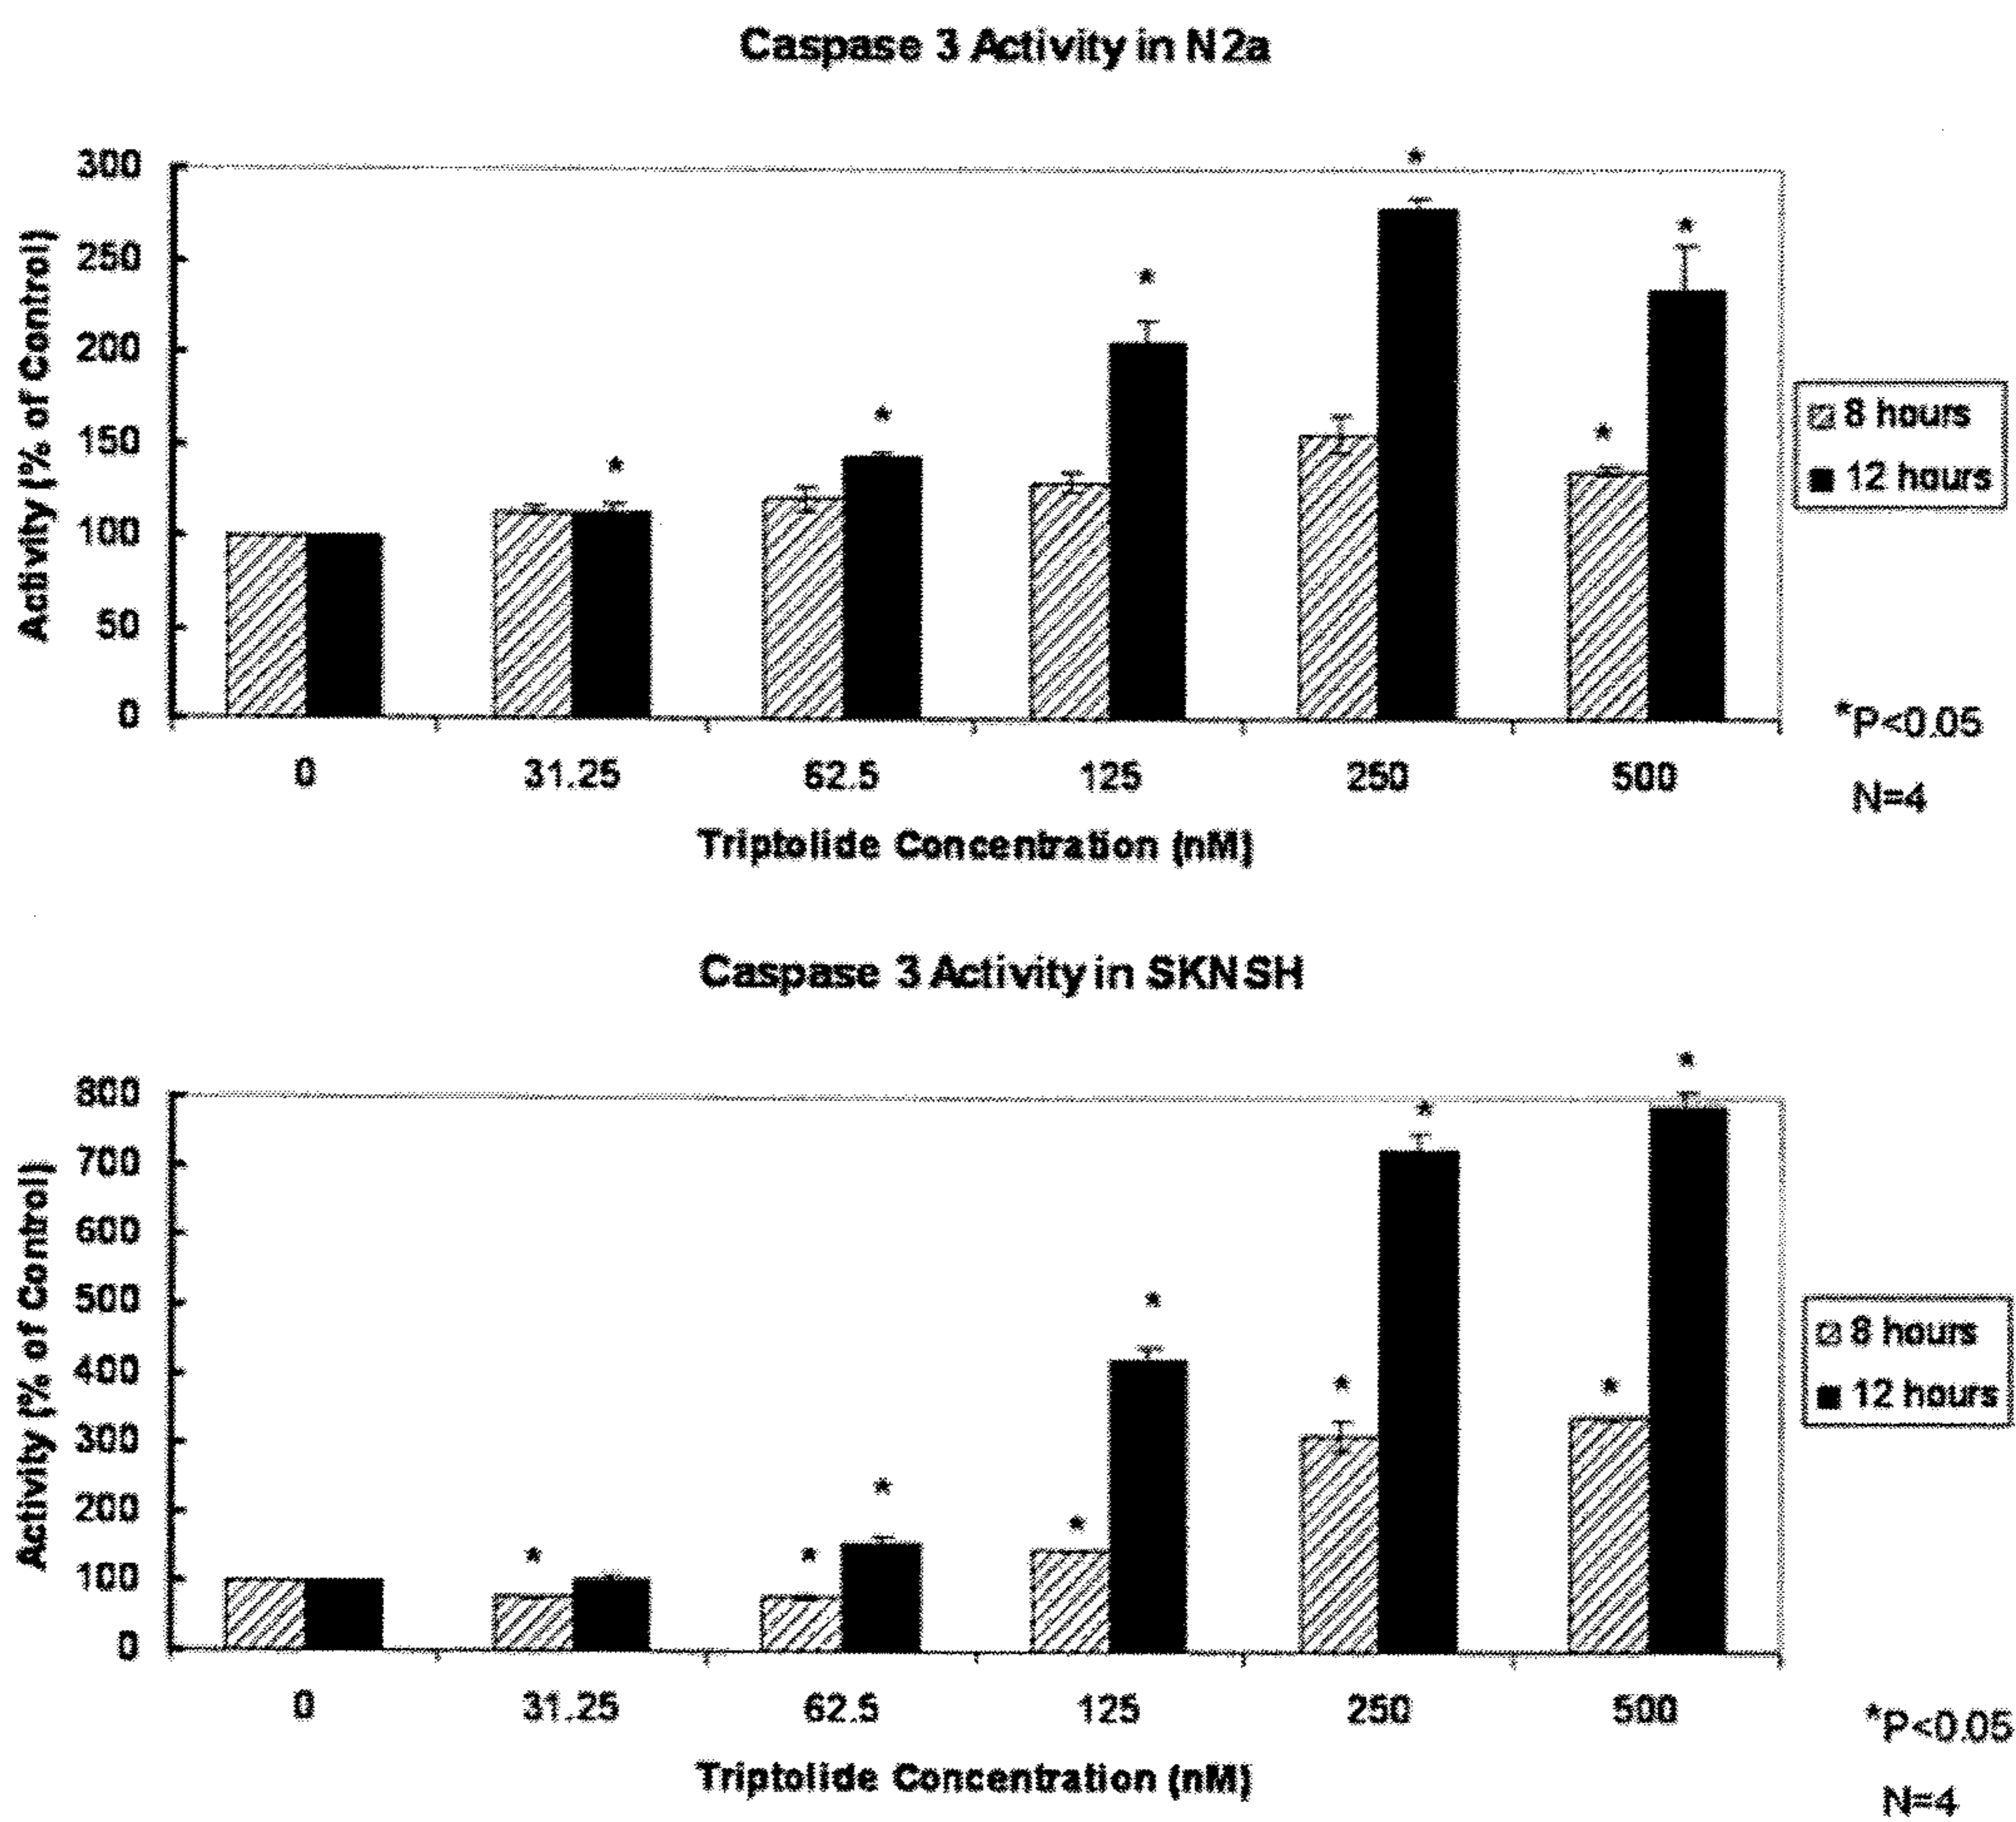 Caspase 3 Activity in N2a
Activity (% of Control)
300
250
200
150
100
50
0
* * * * * *
0 31.25 62.5 125 250 500
Triptolide Concentration (nM)
8 hours
12 hours
*P<0.05
N=4
Caspase 3 Activity in SKNSH
Activity (% of Control)
800
700
600
500
400
300
200
100
0
* * * * * * * * *
0 31.25 62.5 125 250 500
Triptolide Concentration (nM)
8 hours
12 hours
*P<0.05
N=4